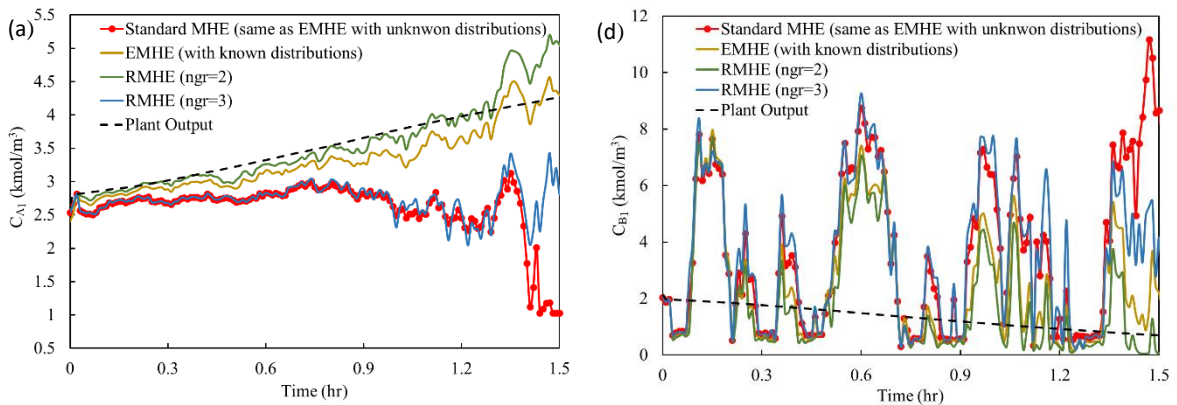 (a)
Standard MHE (same as EMHE with unknwon distributions)
EMHE (with known distributions)
RMHE (ngr=2)
RMHE (ngr=3)
Plant Output
5.5
5
4.5
4
3.5
3
2.5
2
1.5
1
0.5
C_A1 (kmol/m³)
0
0.3
0.6
0.9
1.2
1.5
Time (hr)
(d)
Standard MHE (same as EMHE with unknwon distributions)
EMHE (with known distributions)
RMHE (ngr=2)
RMHE (ngr=3)
Plant Output
12
10
8
6
4
2
0
C_B1 (kmol/m³)
0
0.3
0.6
0.9
1.2
1.5
Time (hr)